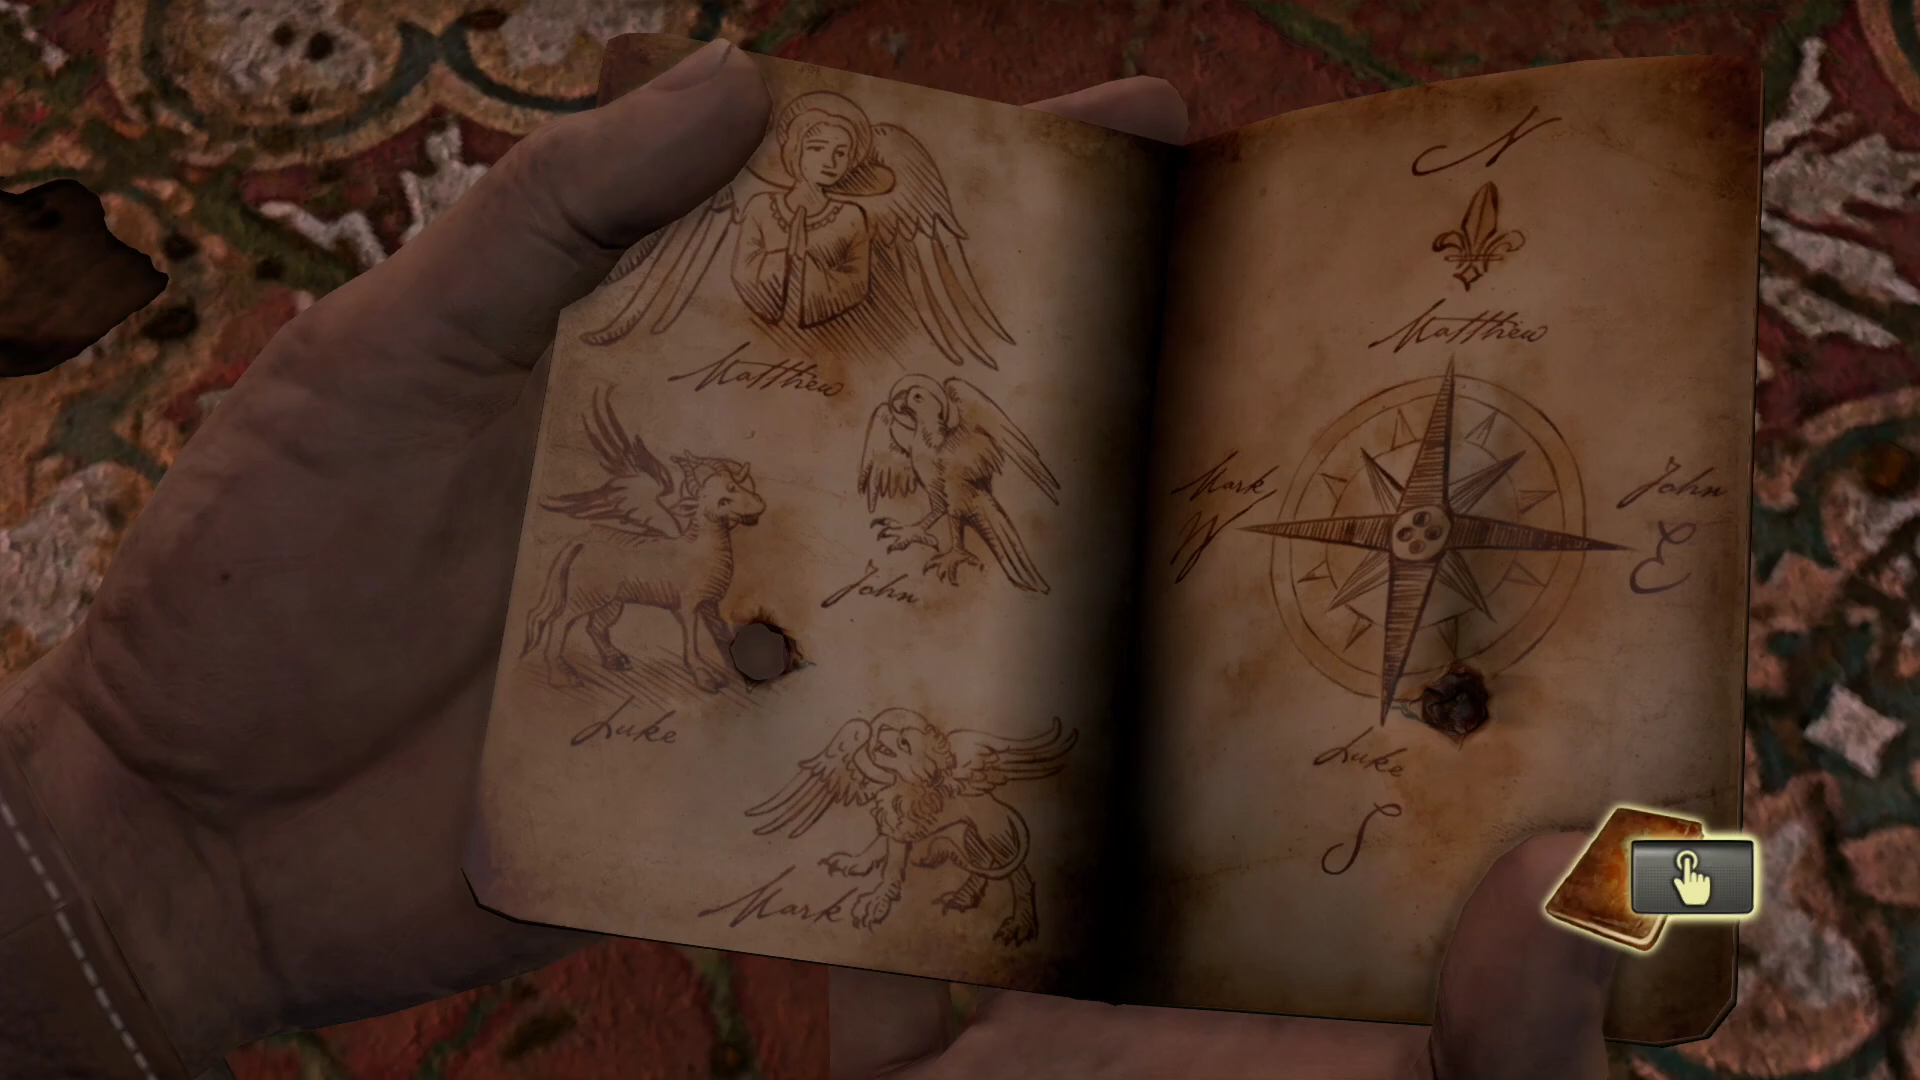 Matthew
John
Luke
Mark
N
Matthew
Mark
John
W
E
Luke
S